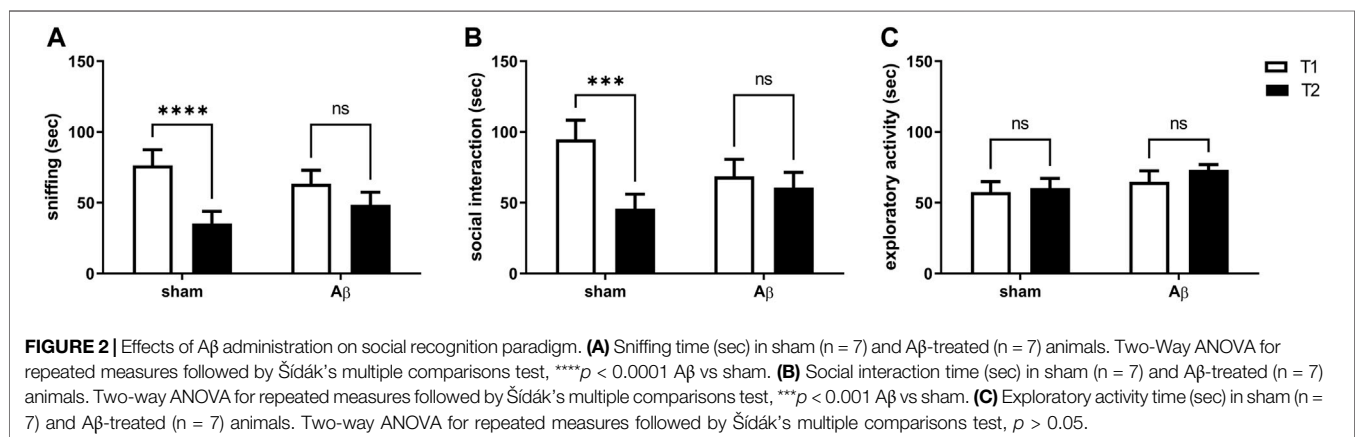 A
B
C
150
100
50
0
sniffing (sec)
****
ns
sham
Aβ
150
100
50
0
social interaction (sec)
***
ns
sham
Aβ
150
100
50
0
exploratory activity (sec)
ns
ns
sham
Aβ
T1
T2
FIGURE 2 | Effects of Aβ administration on social recognition paradigm. (A) Sniffing time (sec) in sham (n = 7) and Aβ-treated (n = 7) animals. Two-Way ANOVA for
repeated measures followed by Šídák’s multiple comparisons test, ****p < 0.0001 Aβ vs sham. (B) Social interaction time (sec) in sham (n = 7) and Aβ-treated (n = 7)
animals. Two-way ANOVA for repeated measures followed by Šídák’s multiple comparisons test, ***p < 0.001 Aβ vs sham. (C) Exploratory activity time (sec) in sham (n =
7) and Aβ-treated (n = 7) animals. Two-way ANOVA for repeated measures followed by Šídák’s multiple comparisons test, p > 0.05.